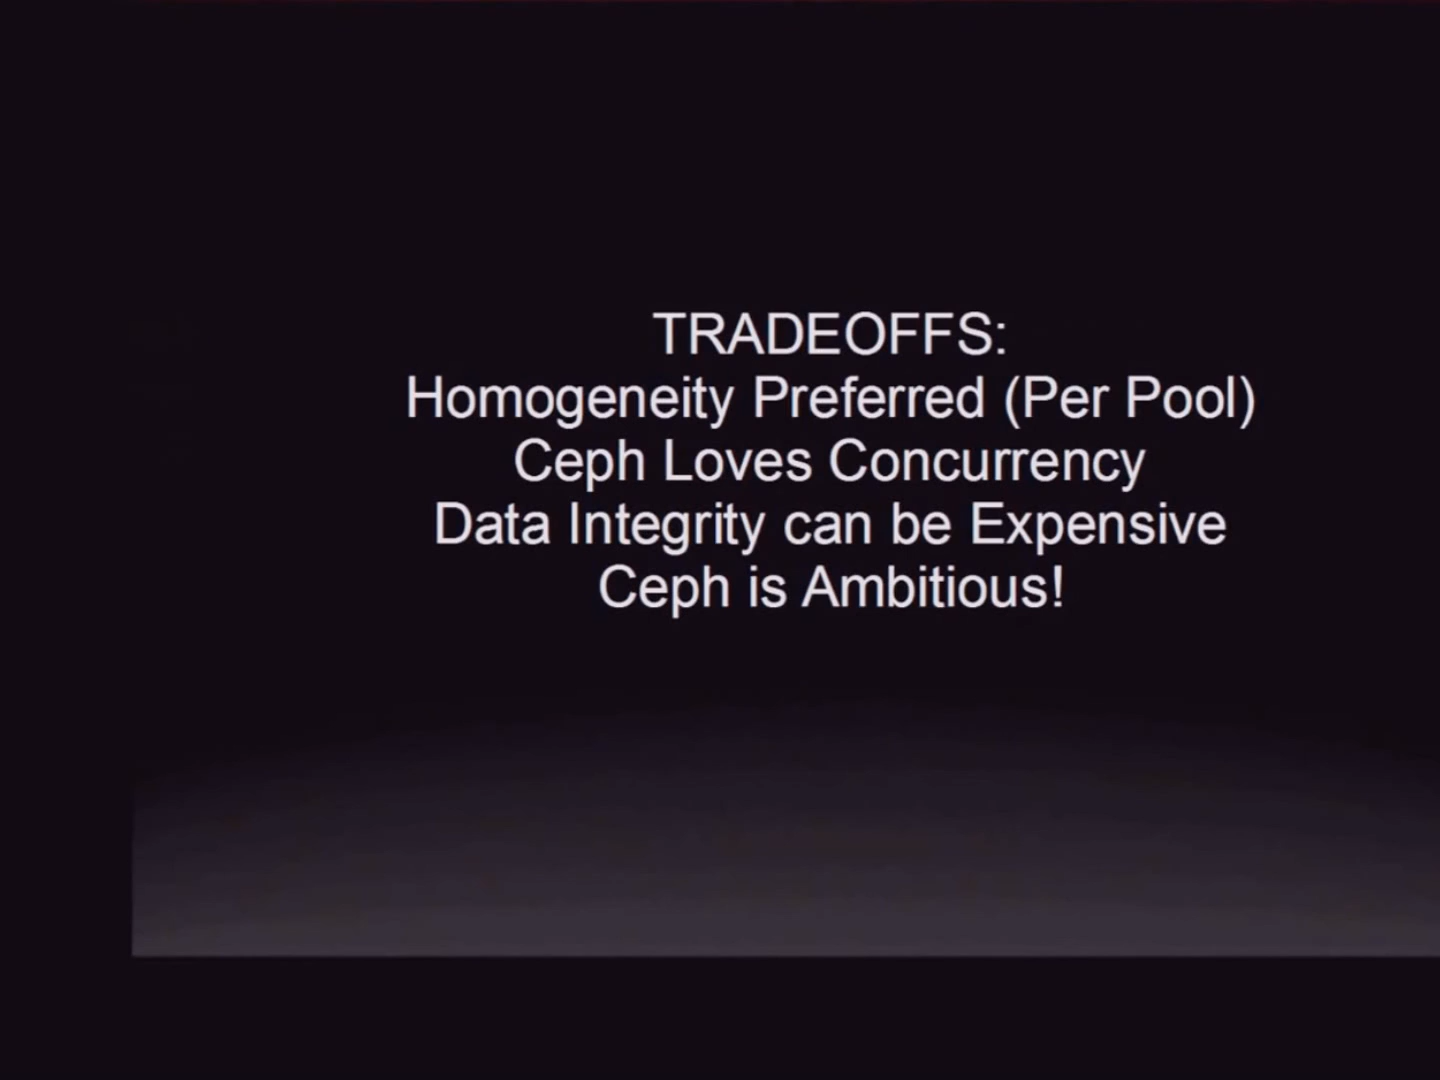 TRADEOFFS:
Homogeneity Preferred (Per Pool)
Ceph Loves Concurrency
Data Integrity can be Expensive
Ceph is Ambitious!